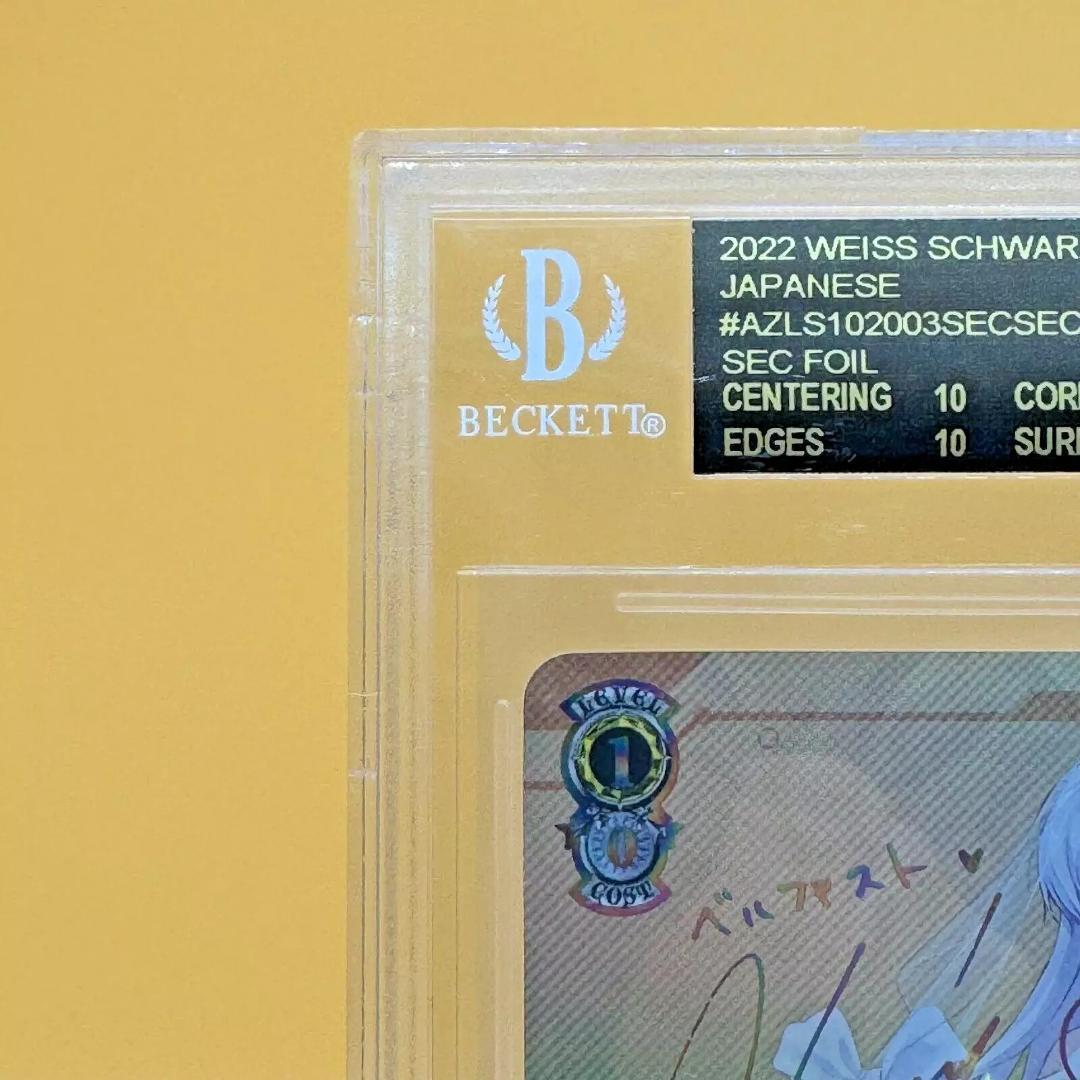 B
BECKETT®
2022 WEISS SCHWAR
JAPANESE
#AZLS102003SECSEC
SEC FOIL
CENTERING 10 COR
EDGES 10 SUR
LEVEL
1
0
COST
ベルファスト♥